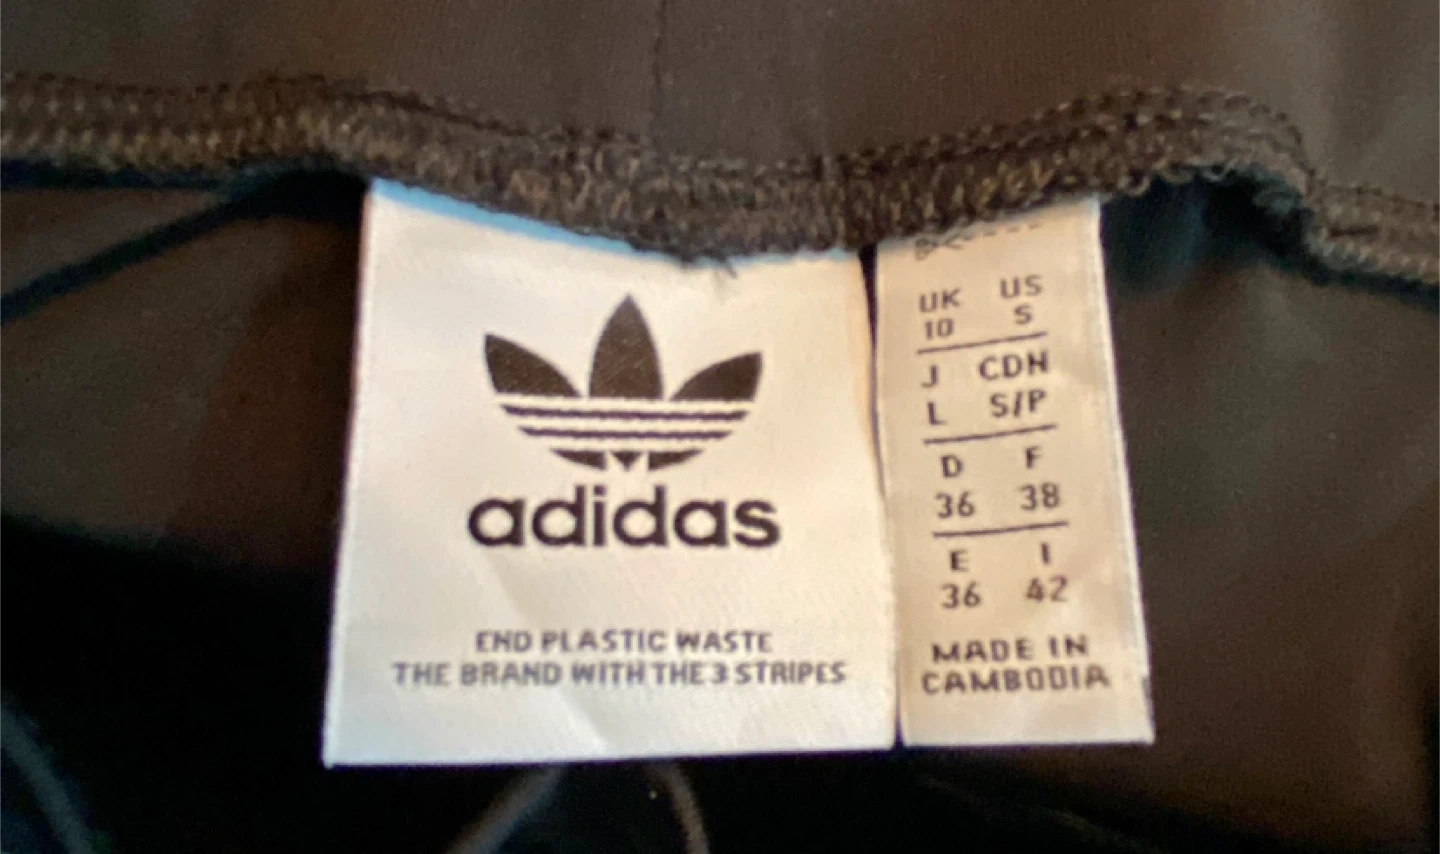 adidas
END PLASTIC WASTE
THE BRAND WITH THE 3 STRIPES
UK US
10 S
J CDN
L S/P
D F
36 38
E I
36 42
MADE IN
CAMBODIA